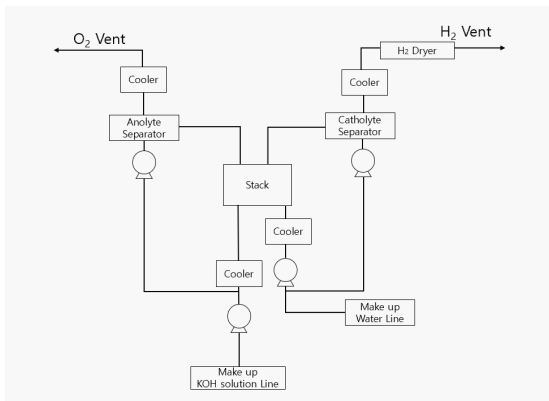 O₂ Vent
H₂ Vent
H₂ Dryer
Cooler
Cooler
Anolyte
Separator
Catholyte
Separator
Stack
Cooler
Cooler
Make up
Water Line
Make up
KOH solution Line